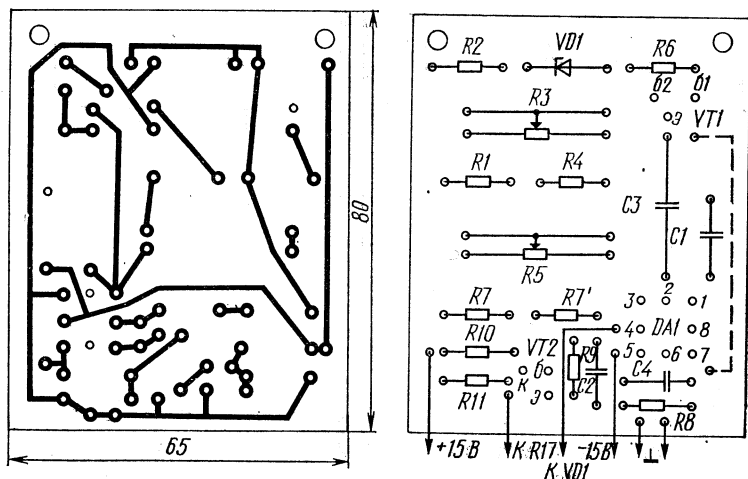 80
65
R2
VD1
R6
б2
б1
R3
э
VT1
R1
R4
C3
C1
R5
2
R7
R7'
3
1
R10
4
DA1
8
VT2
R9
5
6
7
К
б
C2
C4
R11
Э
R8
+15В
К R17
-15В
⊥
К VD1